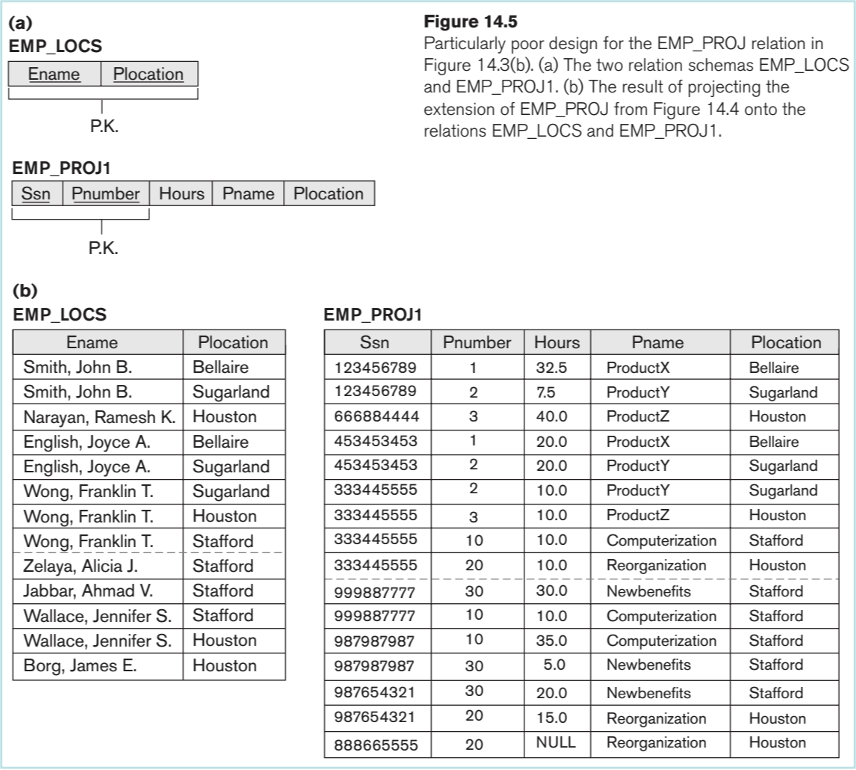 (a)
EMP_LOCS
Ename Plocation
P.K.
EMP_PROJ1
Ssn Pnumber Hours Pname Plocation
P.K.
Figure 14.5
Particularly poor design for the EMP_PROJ relation in
Figure 14.3(b). (a) The two relation schemas EMP_LOCS
and EMP_PROJ1. (b) The result of projecting the
extension of EMP_PROJ from Figure 14.4 onto the
relations EMP_LOCS and EMP_PROJ1.
(b)
EMP_LOCS
Ename Plocation
Smith, John B. Bellaire
Smith, John B. Sugarland
Narayan, Ramesh K. Houston
English, Joyce A. Bellaire
English, Joyce A. Sugarland
Wong, Franklin T. Sugarland
Wong, Franklin T. Houston
Wong, Franklin T. Stafford
Zelaya, Alicia J. Stafford
Jabbar, Ahmad V. Stafford
Wallace, Jennifer S. Stafford
Wallace, Jennifer S. Houston
Borg, James E. Houston
EMP_PROJ1
Ssn Pnumber Hours Pname Plocation
123456789 1 32.5 ProductX Bellaire
123456789 2 7.5 ProductY Sugarland
666884444 3 40.0 ProductZ Houston
453453453 1 20.0 ProductX Bellaire
453453453 2 20.0 ProductY Sugarland
333445555 2 10.0 ProductY Sugarland
333445555 3 10.0 ProductZ Houston
333445555 10 10.0 Computerization Stafford
333445555 20 10.0 Reorganization Houston
999887777 30 30.0 Newbenefits Stafford
999887777 10 10.0 Computerization Stafford
987987987 10 35.0 Computerization Stafford
987987987 30 5.0 Newbenefits Stafford
987654321 30 20.0 Newbenefits Stafford
987654321 20 15.0 Reorganization Houston
888665555 20 NULL Reorganization Houston